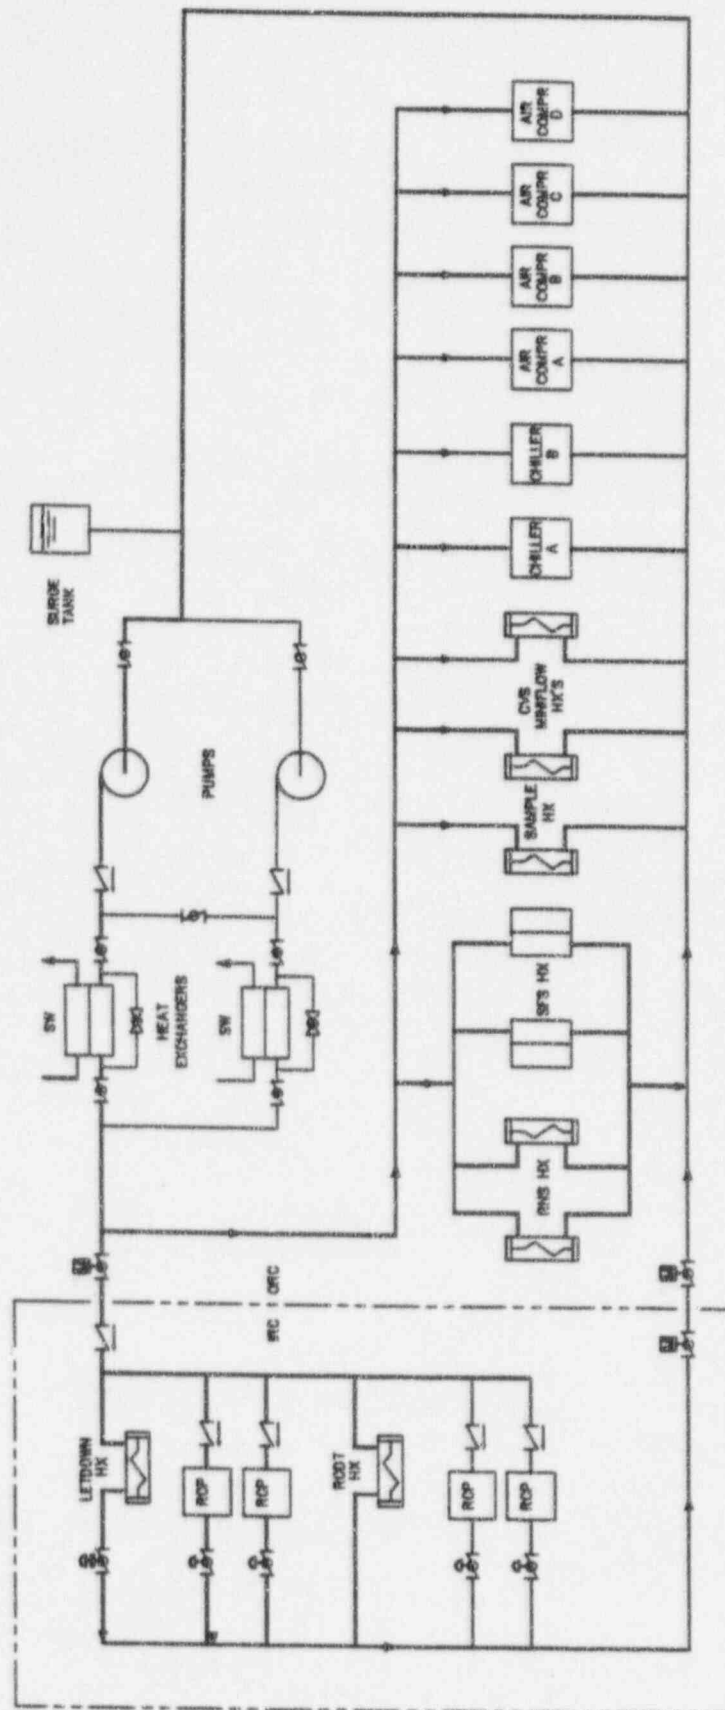 SURGE
TANK
PUMPS
SW
HEAT
EXCHANGERS
SW
AIR
COMPR
D
AIR
COMPR
C
AIR
COMPR
B
AIR
COMPR
A
CHILLER
B
CHILLER
A
CVS
MINIFLOW
HX'S
SAMPLE
HX
SFS HX
RNS HX
IRC
ORC
LETDOWN
HX
RCP
RCP
RCDT
HX
RCP
RCP
M
M
M